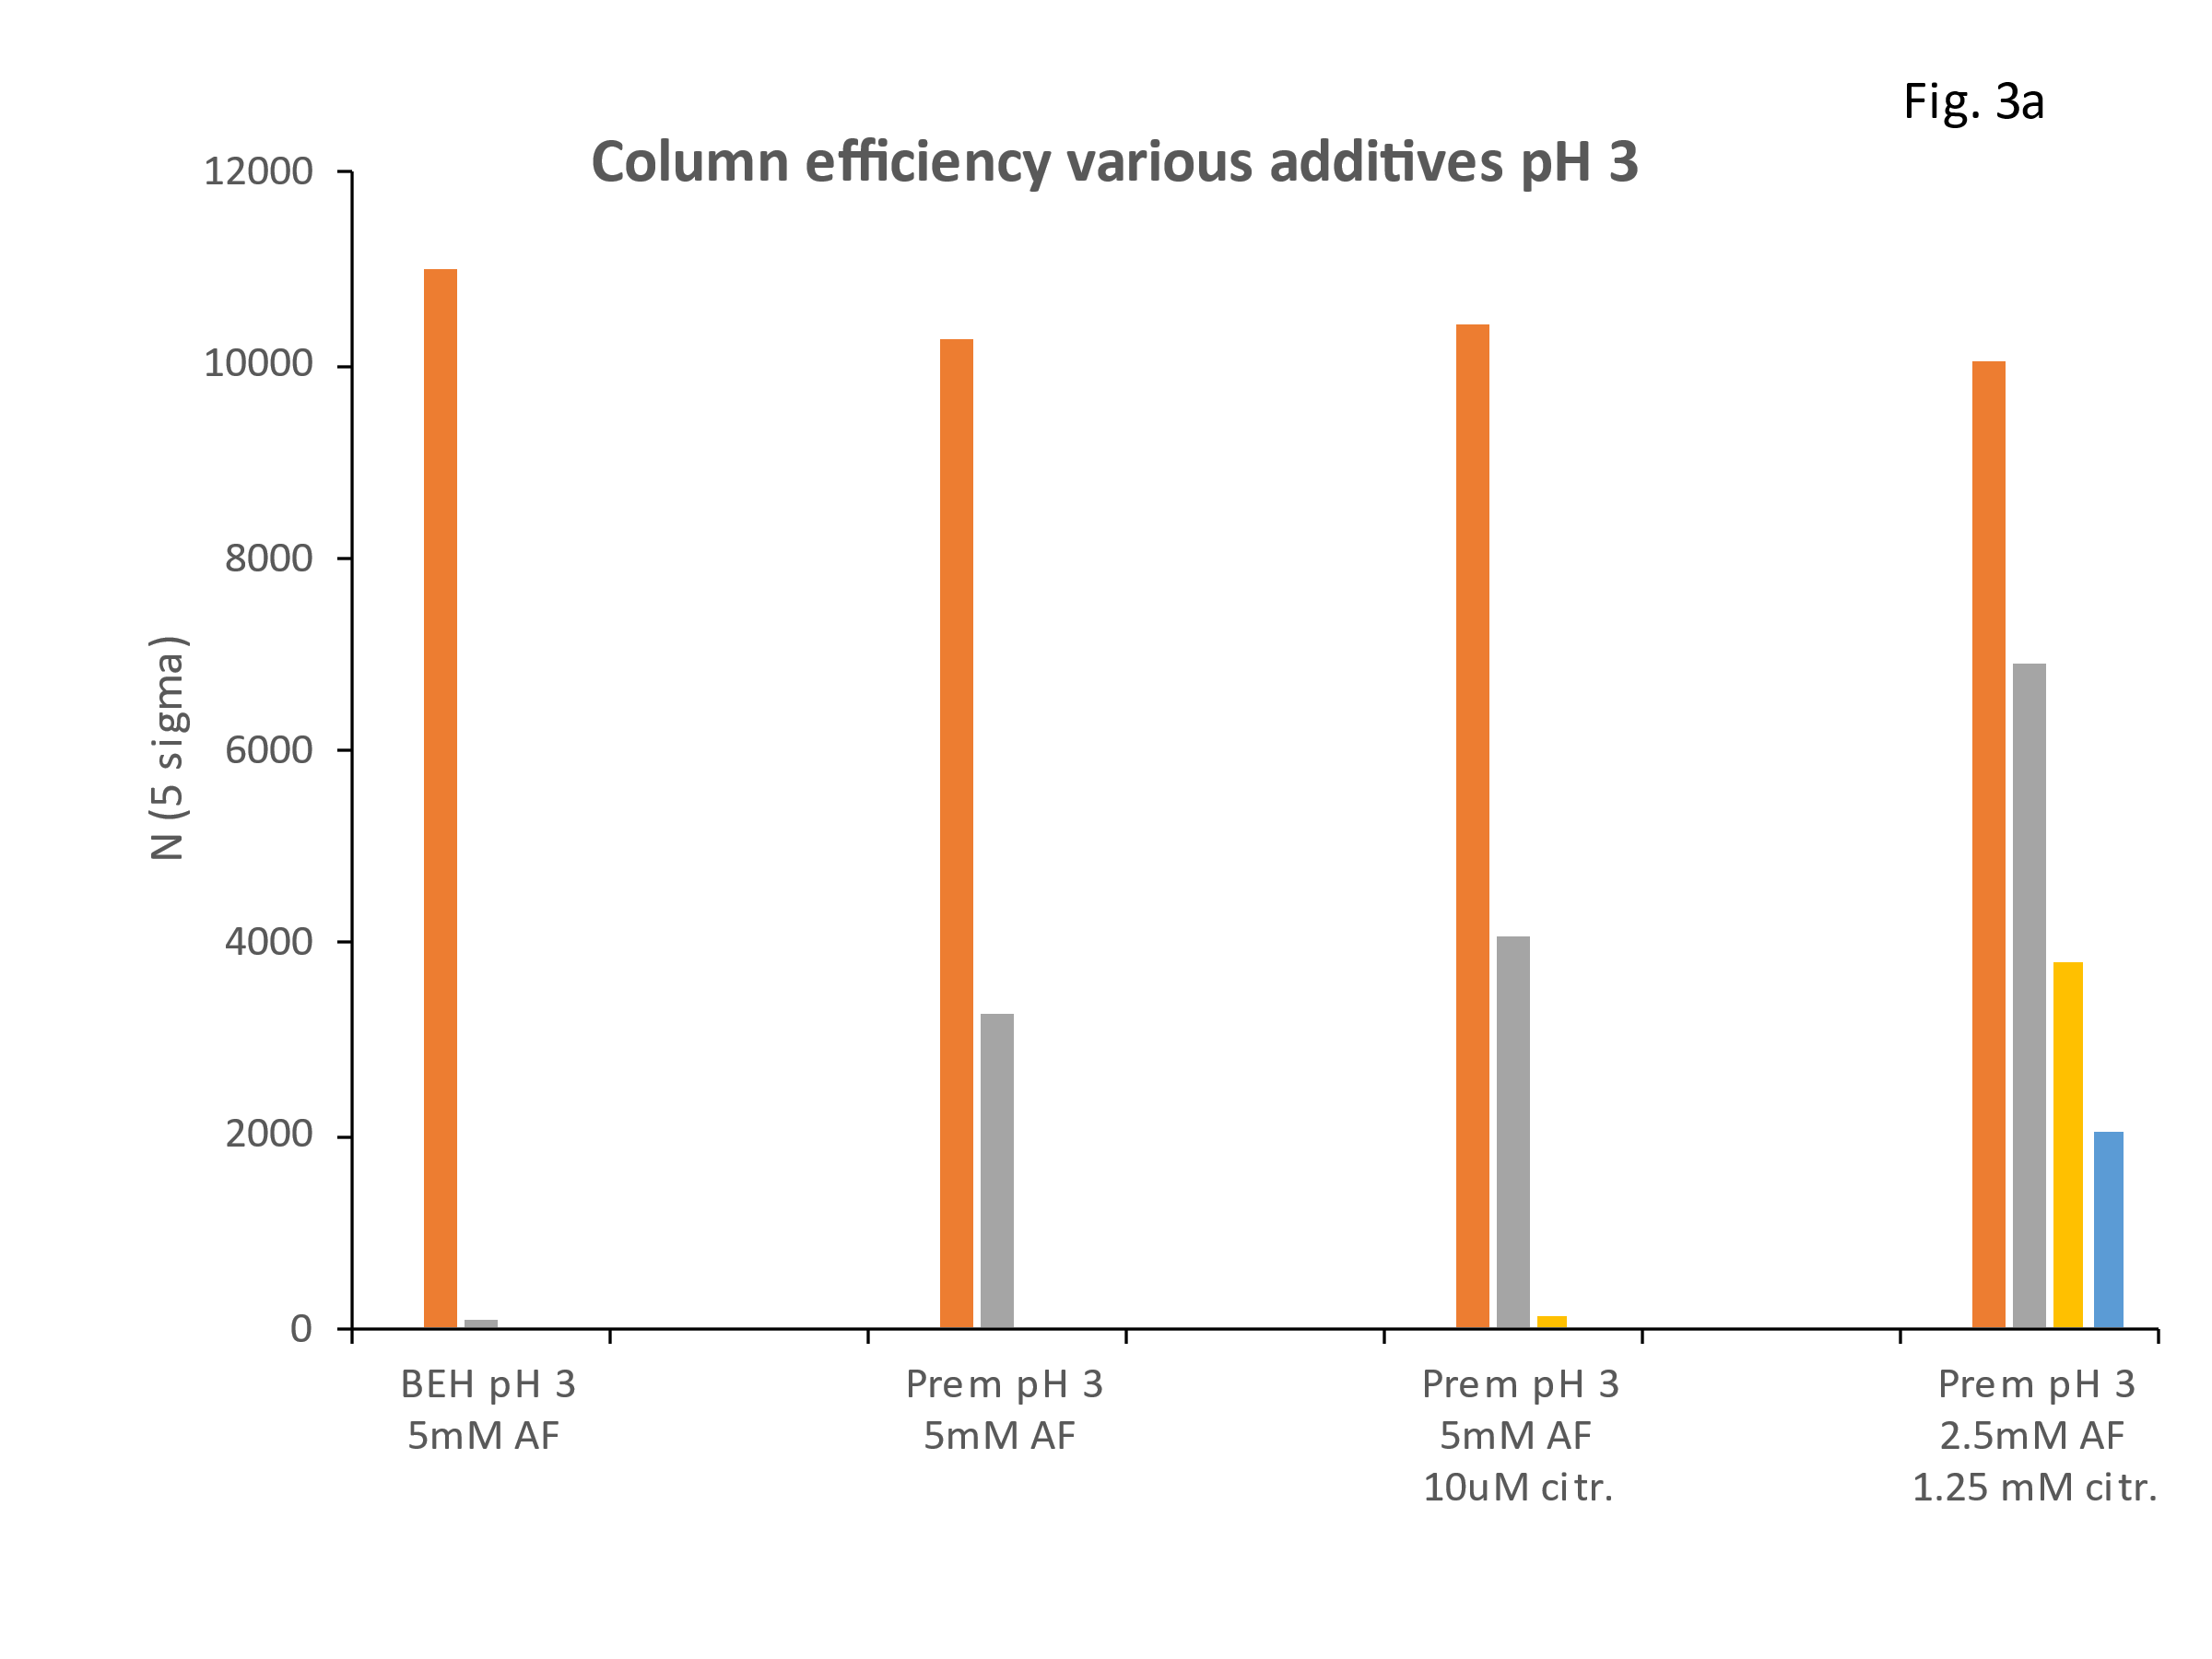 Fig. 3a
Column efficiency various additives pH 3
12000
10000
8000
6000
4000
2000
0
N (5 sigma)
BEH pH 3
5mM AF
Prem pH 3
5mM AF
Prem pH 3
5mM AF
10uM citr.
Prem pH 3
2.5mM AF
1.25 mM citr.